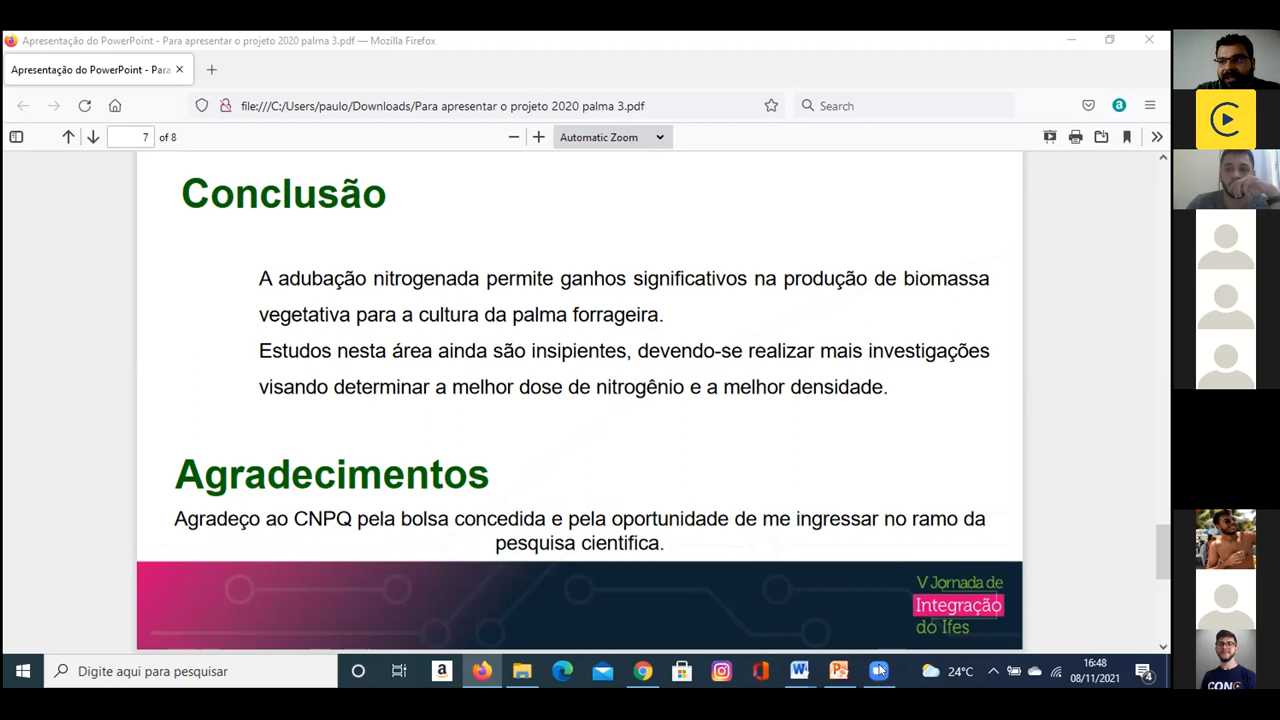 Apresentação do PowerPoint - Para apresentar o projeto 2020 palma 3.pdf — Mozilla Firefox
Apresentação do PowerPoint - Para
file:///C:/Users/paulo/Downloads/Para apresentar o projeto 2020 palma 3.pdf
Search
7 of 8
Automatic Zoom
Conclusão
A adubação nitrogenada permite ganhos significativos na produção de biomassa
vegetativa para a cultura da palma forrageira.
Estudos nesta área ainda são insipientes, devendo-se realizar mais investigações
visando determinar a melhor dose de nitrogênio e a melhor densidade.
Agradecimentos
Agradeço ao CNPQ pela bolsa concedida e pela oportunidade de me ingressar no ramo da
pesquisa cientifica.
V Jornada de
Integração
do Ifes
Digite aqui para pesquisar
24°C
16:48
08/11/2021
4